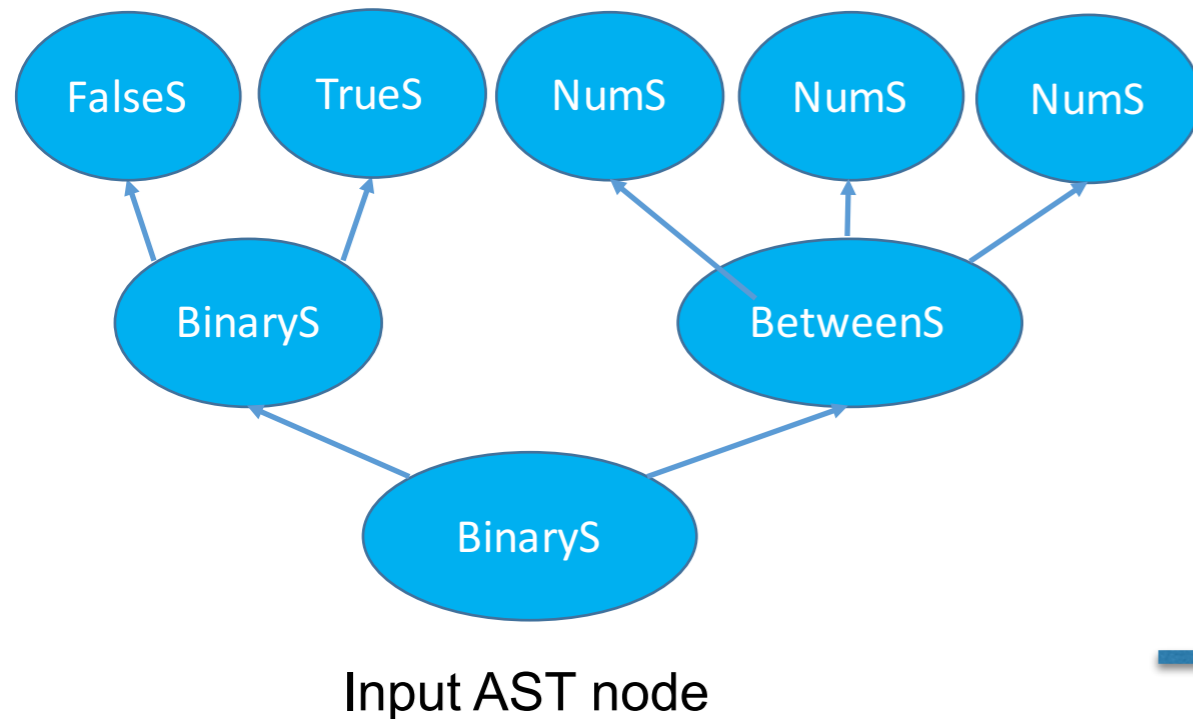 FalseS TrueS NumS NumS NumS
BinaryS BetweenS
BinaryS
Input AST node